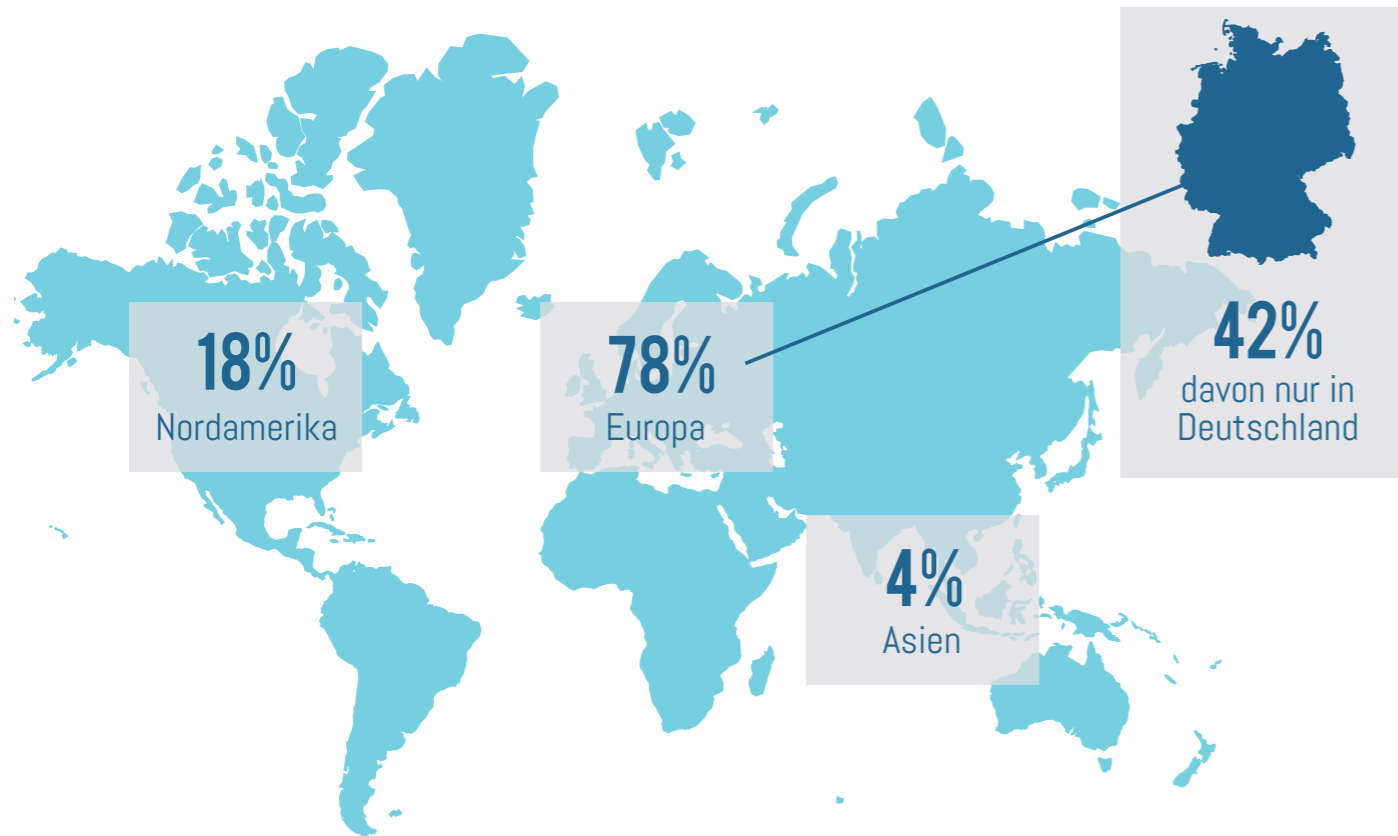 18%
Nordamerika
78%
Europa
42%
davon nur in
Deutschland
4%
Asien